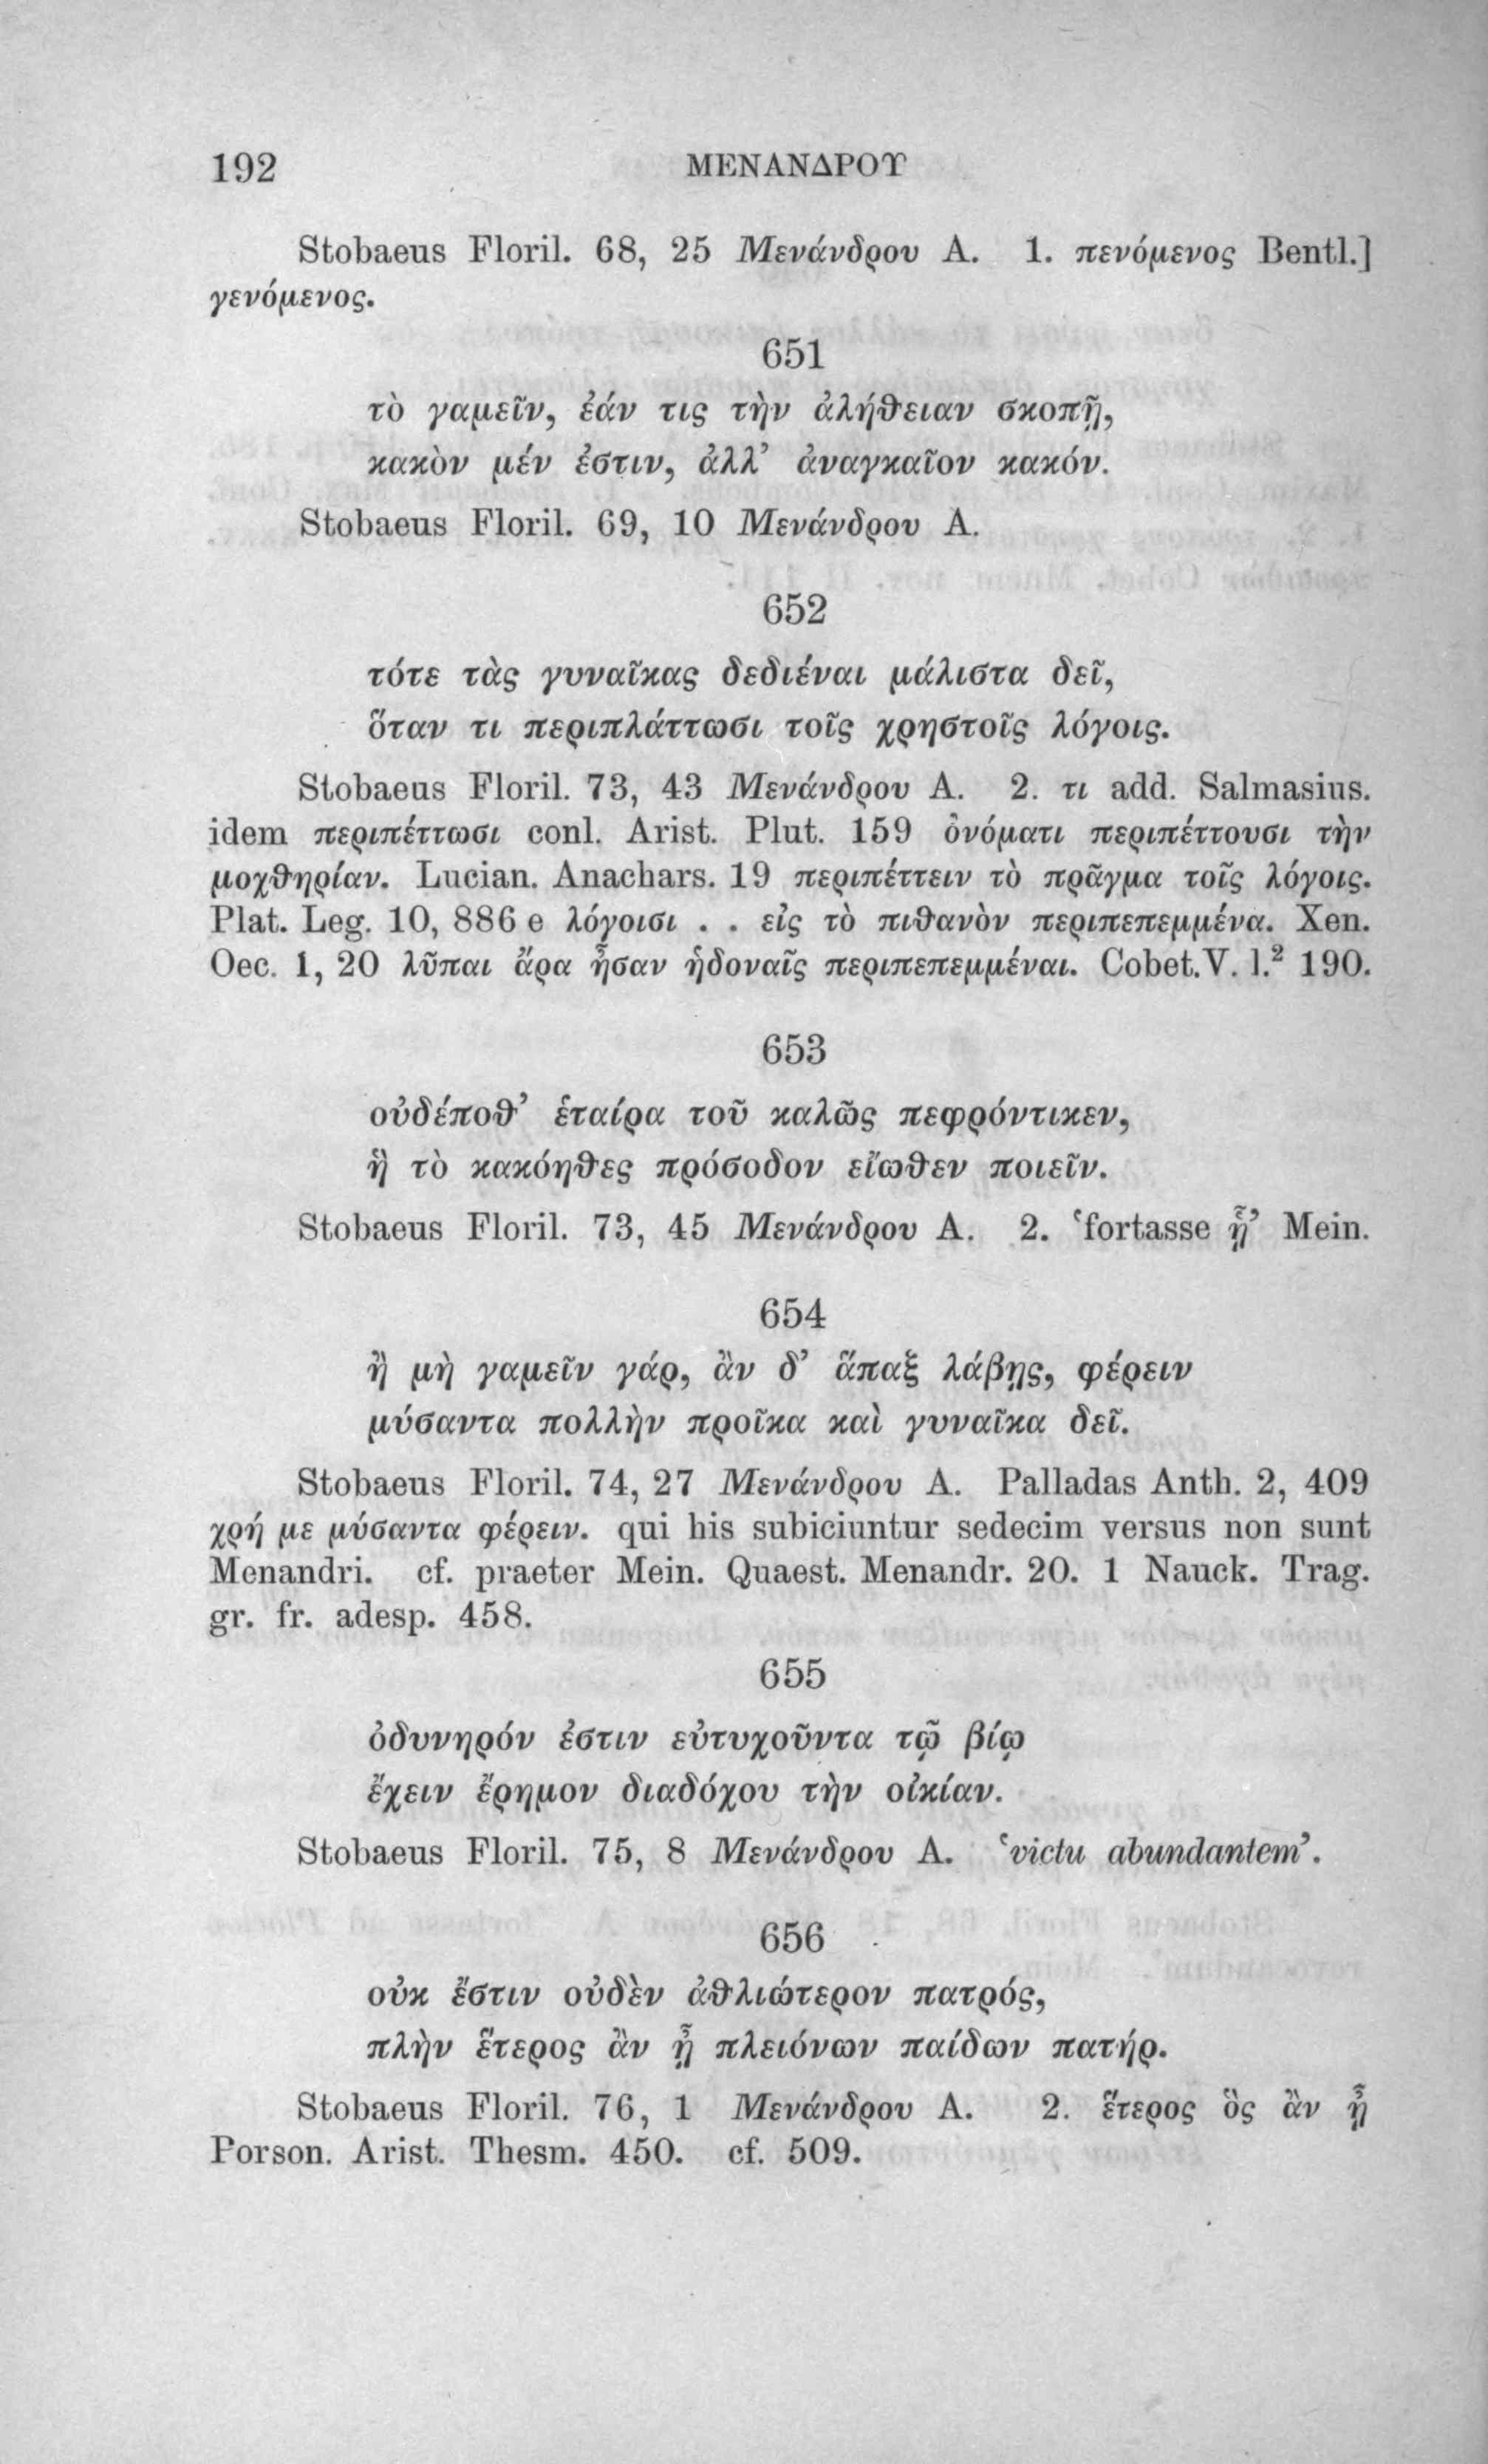 192 ΜΕΝΑΝΔΡΟΥ
Stobaeus Floril. 68, 25 Μενάνδρου A. 1. πενόμενος Bentl.]
γενόμενος.
651
τὸ γαμεῖν, ἐάν τις τὴν ἀλήθειαν σκοπῇ,
κακὸν μέν ἐστιν, ἀλλ’ ἀναγκαῖον κακόν.
Stobaeus Floril. 69, 10 Μενάνδρου A.
652
τότε τὰς γυναῖκας δεδιέναι μάλιστα δεῖ,
ὅταν τι περιπλάττωσι τοῖς χρηστοῖς λόγοις.
Stobaeus Floril. 73, 43 Μενάνδρου A. 2. τι add. Salmasius.
idem περιπέττωσι conl. Arist. Plut. 159 ὀνόματι περιπέττουσι τὴν
μοχθηρίαν. Lucian. Anachars. 19 περιπέττειν τὸ πρᾶγμα τοῖς λόγοις.
Plat. Leg. 10, 886 e λόγοισι . . εἰς τὸ πιθανὸν περιπεπεμμένα. Xen.
Oec. 1, 20 λῦπαι ἄρα ἦσαν ἡδοναῖς περιπεπεμμέναι. Cobet. V. l.² 190.
653
οὐδέποθ’ ἑταίρα τοῦ καλῶς πεφρόντικεν,
ἣ τὸ κακόηθες πρόσοδον εἴωθεν ποιεῖν.
Stobaeus Floril. 73, 45 Μενάνδρου A. 2. ‘fortasse ᾗ’ Mein.
654
ἢ μὴ γαμεῖν γάρ, ἂν δ’ ἅπαξ λάβῃς, φέρειν
μύσαντα πολλὴν προῖκα καὶ γυναῖκα δεῖ.
Stobaeus Floril. 74, 27 Μενάνδρου A. Palladas Anth. 2, 409
χρή με μύσαντα φέρειν. qui his subiciuntur sedecim versus non sunt
Menandri. cf. praeter Mein. Quaest. Menandr. 20. 1 Nauck. Trag.
gr. fr. adesp. 458.
655
ὀδυνηρόν ἐστιν εὐτυχοῦντα τῷ βίῳ
ἔχειν ἔρημον διαδόχου τὴν οἰκίαν.
Stobaeus Floril. 75, 8 Μενάνδρου A. ‘victu abundantem’.
656
οὐκ ἔστιν οὐδὲν ἀθλιώτερον πατρός,
πλὴν ἕτερος ἂν ᾖ πλειόνων παίδων πατήρ.
Stobaeus Floril. 76, 1 Μενάνδρου A. 2. ἕτερος ὃς ἂν ᾖ
Porson. Arist. Thesm. 450. cf. 509.